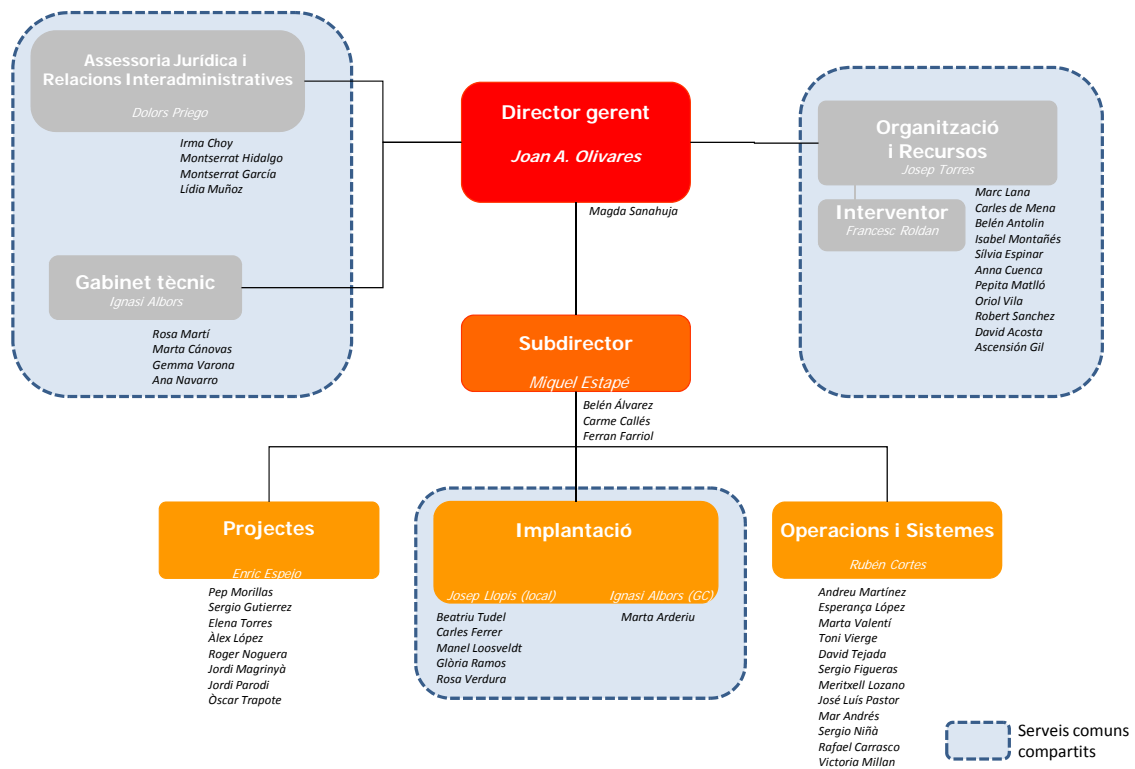 Assessoria Jurídica i
Relacions Interadministratives
Dolors Priego
Irma Choy
Montserrat Hidalgo
Montserrat García
Lídia Muñoz
Gabinet tècnic
Ignasi Albors
Rosa Martí
Marta Cánovas
Gemma Varona
Ana Navarro
Director gerent
Joan A. Olivares
Magda Sanahuja
Organització
i Recursos
Josep Torres
Interventor
Francesc Roldan
Marc Lana
Carles de Mena
Belén Antolin
Isabel Montañés
Sílvia Espinar
Anna Cuenca
Pepita Matlló
Oriol Vila
Robert Sanchez
David Acosta
Ascensión Gil
Subdirector
Miquel Estapé
Belén Álvarez
Carme Callés
Ferran Farriol
Projectes
Enric Espejo
Pep Morillas
Sergio Gutierrez
Elena Torres
Àlex López
Roger Noguera
Jordi Magrinyà
Jordi Parodi
Òscar Trapote
Implantació
Josep Llopis (local)
Ignasi Albors (GC)
Beatriu Tudel
Carles Ferrer
Manel Loosveldt
Glòria Ramos
Rosa Verdura
Marta Arderiu
Operacions i Sistemes
Rubén Cortes
Andreu Martínez
Esperança López
Marta Valentí
Toni Vierge
David Tejada
Sergio Figueras
Meritxell Lozano
José Luís Pastor
Mar Andrés
Sergio Niñà
Rafael Carrasco
Victoria Millan
Serveis comuns
compartits